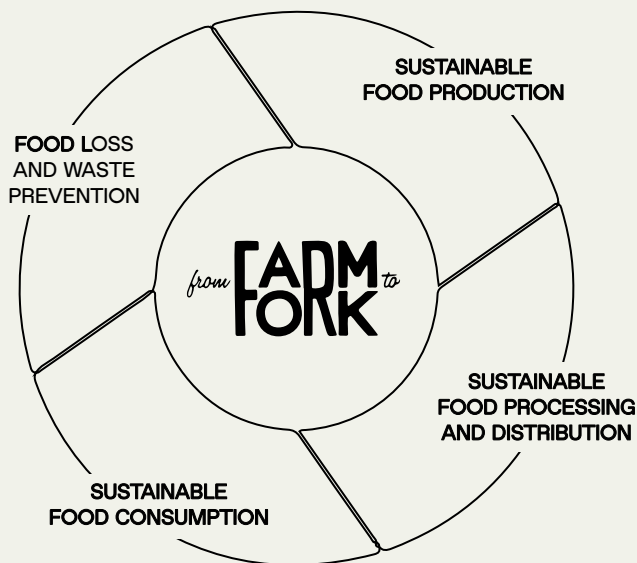 SUSTAINABLE
FOOD PRODUCTION
FOOD LOSS
AND WASTE
PREVENTION
from FARM to
FORK
SUSTAINABLE
FOOD PROCESSING
AND DISTRIBUTION
SUSTAINABLE
FOOD CONSUMPTION